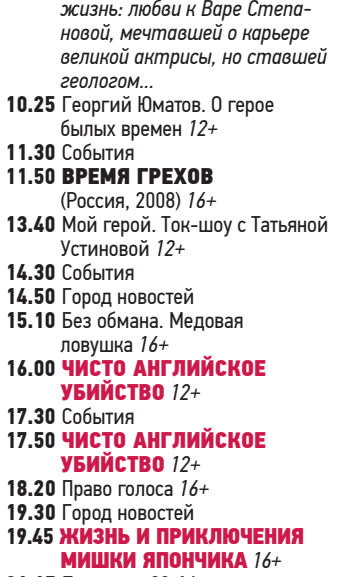 жизнь: любви к Варе Степа-
новой, мечтавшей о карьере
великой актрисы, но ставшей
геологом...
10.25 Георгий Юматов. О герое
былых времен 12+
11.30 События
11.50 ВРЕМЯ ГРЕХОВ
(Россия, 2008) 16+
13.40 Мой герой. Ток-шоу с Татьяной
Устиновой 12+
14.30 События
14.50 Город новостей
15.10 Без обмана. Медовая
ловушка 16+
16.00 ЧИСТО АНГЛИЙСКОЕ
УБИЙСТВО 12+
17.30 События
17.50 ЧИСТО АНГЛИЙСКОЕ
УБИЙСТВО 12+
18.20 Право голоса 16+
19.30 Город новостей
19.45 ЖИЗНЬ И ПРИКЛЮЧЕНИЯ
МИШКИ ЯПОНЧИКА 16+